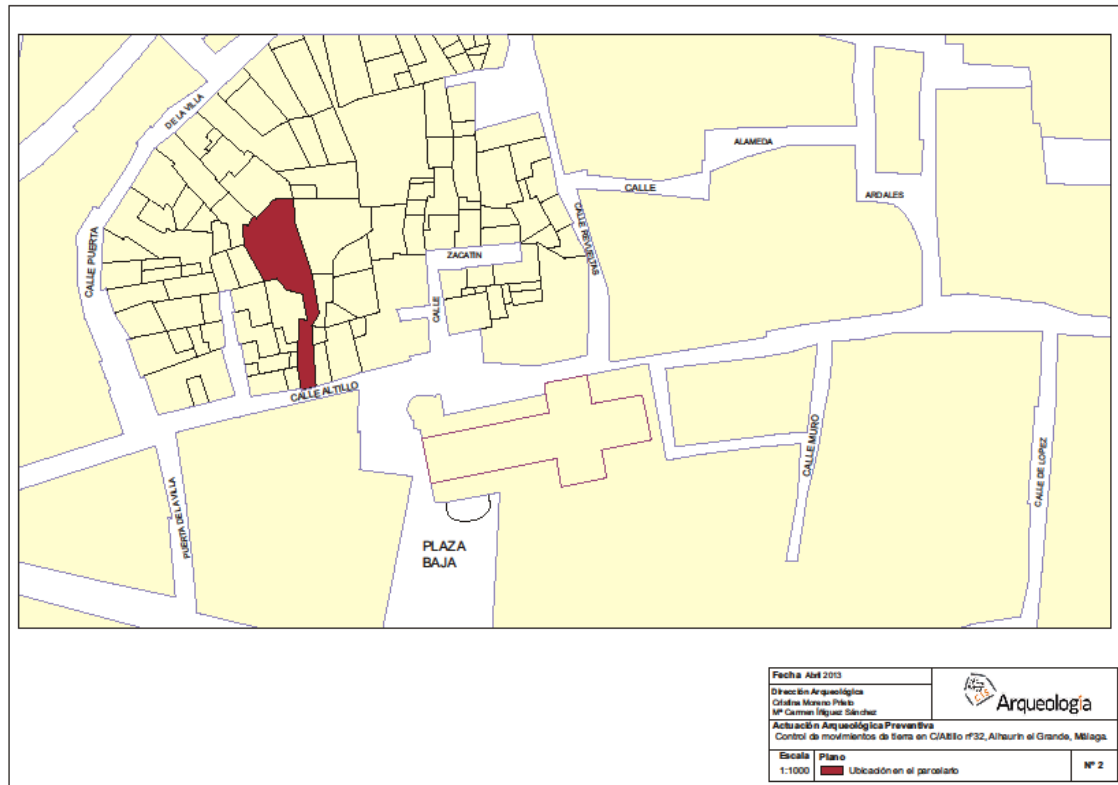 DE LA VILLA
ALAMEDA
CALLE
ARDALES
CALLE REVUELTAS
CALLE PUERTA
ZACATIN
CALLE
CALLE ALTILLO
CALLE MURO
CALLE DE LOPEZ
PUERTA DE LA VILLA
PLAZA
BAJA
Fecha Abril 2013
Dirección Arqueológica
Cristina Moreno Prieto
Mª Carmen Íñiguez Sánchez
Arqueología
Actuación Arqueológica Preventiva
Control de movimientos de tierra en C/Altillo nº32, Alhaurín el Grande, Málaga.
Escala
1:1000
Plano
Ubicación en el parcelario
Nº 2